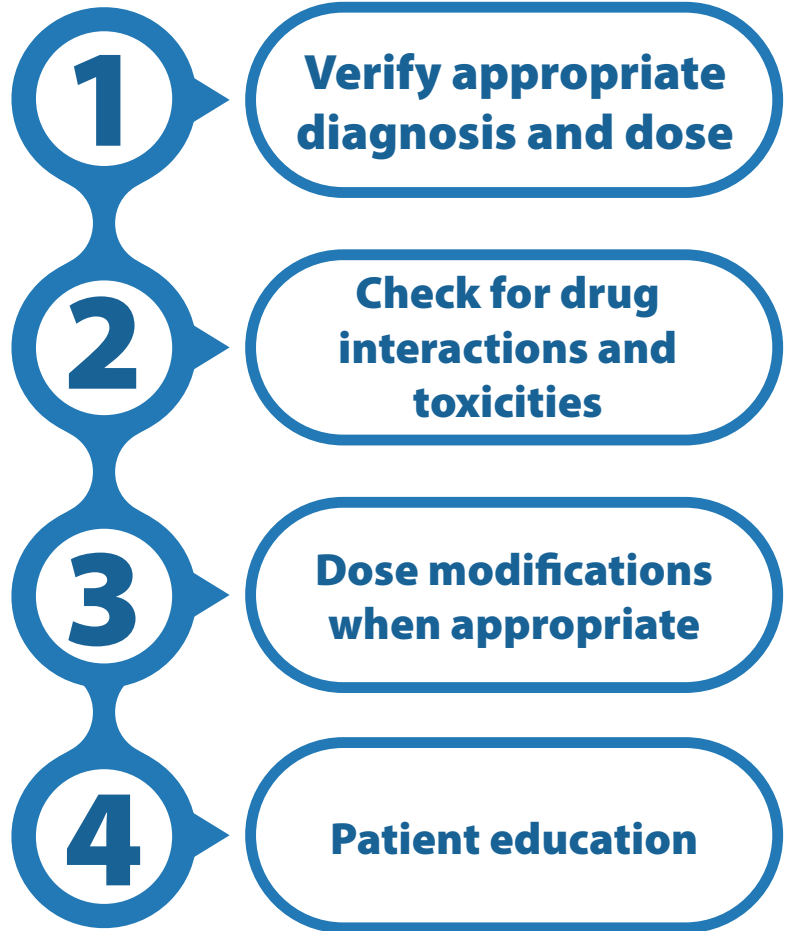 1
Verify appropriate
diagnosis and dose
2
Check for drug
interactions and
toxicities
3
Dose modifications
when appropriate
4
Patient education